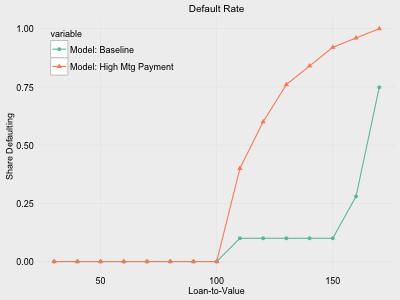 Default Rate
variable
Model: Baseline
Model: High Mtg Payment
1.00
0.75
0.50
0.25
0.00
Share Defaulting
50
100
150
Loan-to-Value